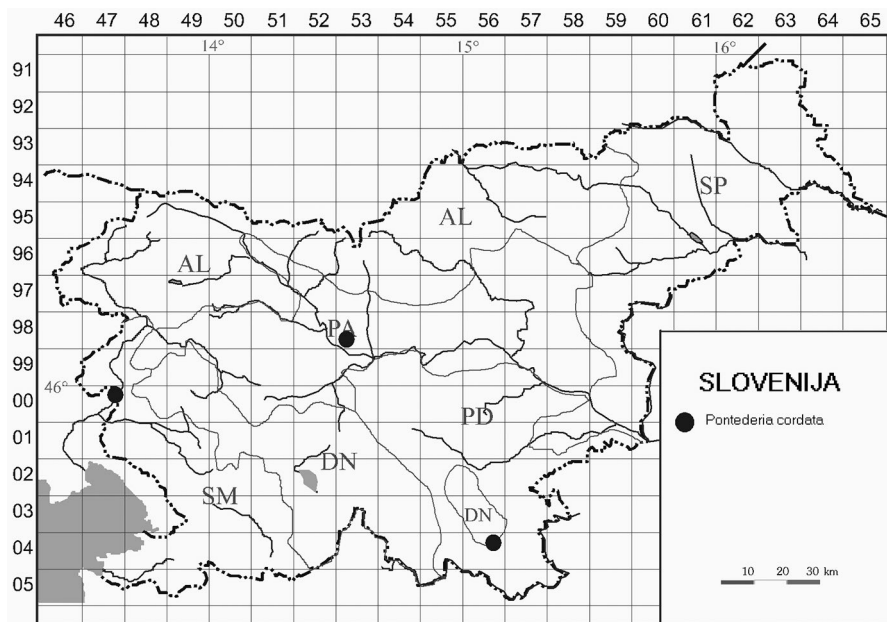 46 47 48 49 50 51 52 53 54 55 56 57 58 59 60 61 62 63 64 65
14° 15° 16°
91
92
93
94
SP
95
AL
96
AL
97
98
PA
99
SLOVENIJA
46°
00
Pontederia cordata
PD
01
DN
02
SM
03
DN
04
05
10 20 30 km